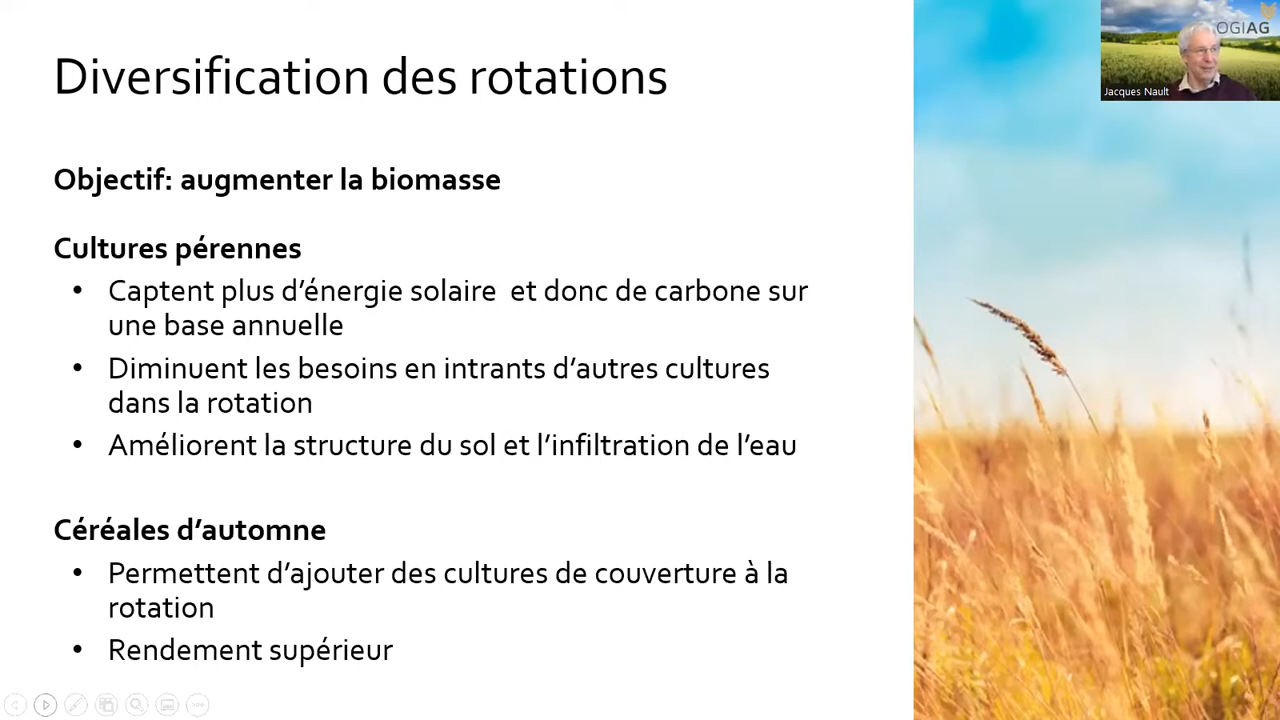 Diversification des rotations
OGIAG
Jacques Nault
Objectif: augmenter la biomasse
Cultures pérennes
• Captent plus d’énergie solaire  et donc de carbone sur
une base annuelle
• Diminuent les besoins en intrants d’autres cultures
dans la rotation
• Améliorent la structure du sol et l’infiltration de l’eau
Céréales d’automne
• Permettent d’ajouter des cultures de couverture à la
rotation
• Rendement supérieur